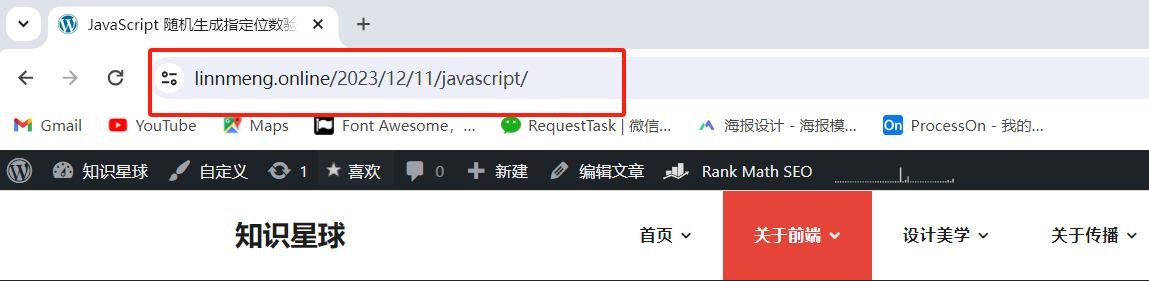 JavaScript 随机生成指定位数验
linnmeng.online/2023/12/11/javascript/
Gmail YouTube Maps Font Awesome, ... RequestTask | 微信... 海报设计 - 海报模... On ProcessOn - 我的...
知识星球 自定义 1 喜欢 0 新建 编辑文章 Rank Math SEO
知识星球 首页 关于前端 设计美学 关于传播